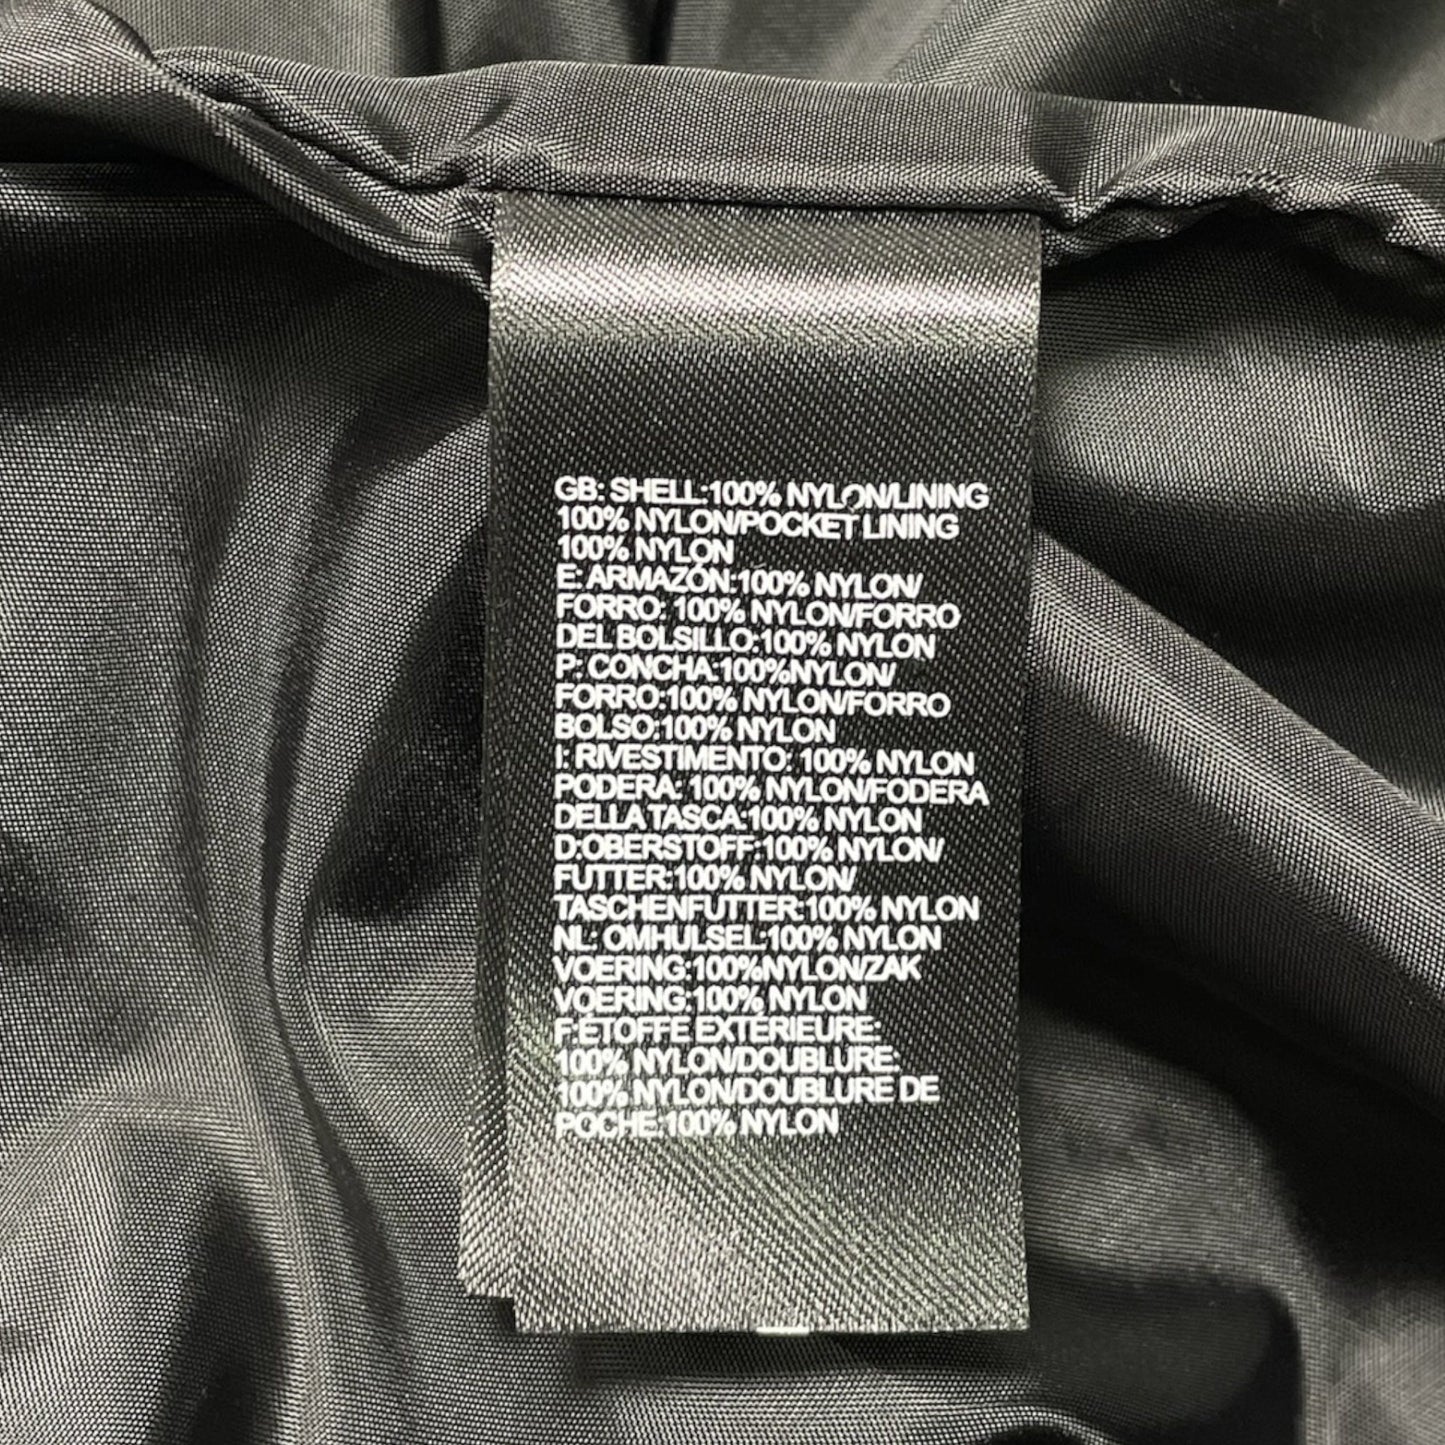 GB: SHELL:100% NYLON/LINING
100% NYLON/POCKET LINING
100% NYLON
E: ARMAZÓN:100% NYLON/
FORRO: 100% NYLON/FORRO
DEL BOLSILLO:100% NYLON
P: CONCHA:100%NYLON/
FORRO:100% NYLON/FORRO
BOLSO:100% NYLON
I: RIVESTIMENTO: 100% NYLON
PODERA: 100% NYLON/FODERA
DELLA TASCA:100% NYLON
D:OBERSTOFF:100% NYLON/
FUTTER:100% NYLON/
TASCHENFUTTER:100% NYLON
NL: OMHULSEL:100% NYLON
VOERING:100%NYLON/ZAK
VOERING:100% NYLON
F:ETOFFE EXTERIEURE:
100% NYLON/DOUBLURE:
100% NYLON/DOUBLURE DE
POCHE:100% NYLON